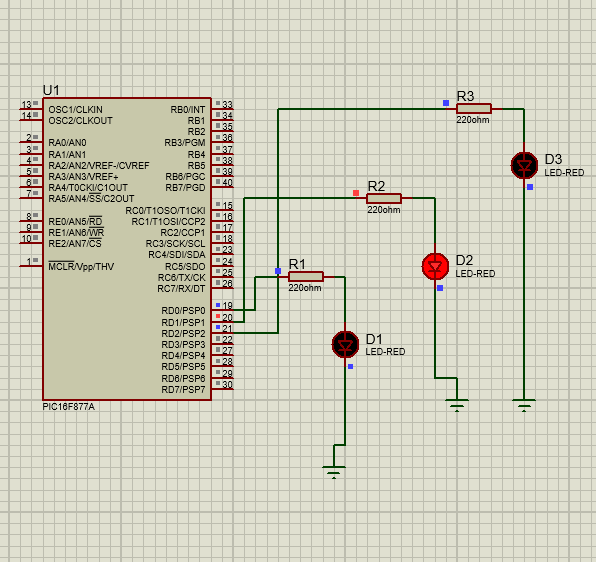 U1
13 OSC1/CLKIN
14 OSC2/CLKOUT
2 RA0/AN0
3 RA1/AN1
4 RA2/AN2/VREF-/CVREF
5 RA3/AN3/VREF+
6 RA4/T0CKI/C1OUT
7 RA5/AN4/SS/C2OUT
8 RE0/AN5/RD
9 RE1/AN6/WR
10 RE2/AN7/CS
1 MCLR/Vpp/THV
RB0/INT 33
RB1 34
RB2 35
RB3/PGM 36
RB4 37
RB5 38
RB6/PGC 39
RB7/PGD 40
RC0/T1OSO/T1CKI 15
RC1/T1OSI/CCP2 16
RC2/CCP1 17
RC3/SCK/SCL 18
RC4/SDI/SDA 23
RC5/SDO 24
RC6/TX/CK 25
RC7/RX/DT 26
RD0/PSP0 19
RD1/PSP1 20
RD2/PSP2 21
RD3/PSP3 22
RD4/PSP4 27
RD5/PSP5 28
RD6/PSP6 29
RD7/PSP7 30
PIC16F877A
R3
220ohm
D3
LED-RED
R2
220ohm
D2
LED-RED
R1
220ohm
D1
LED-RED